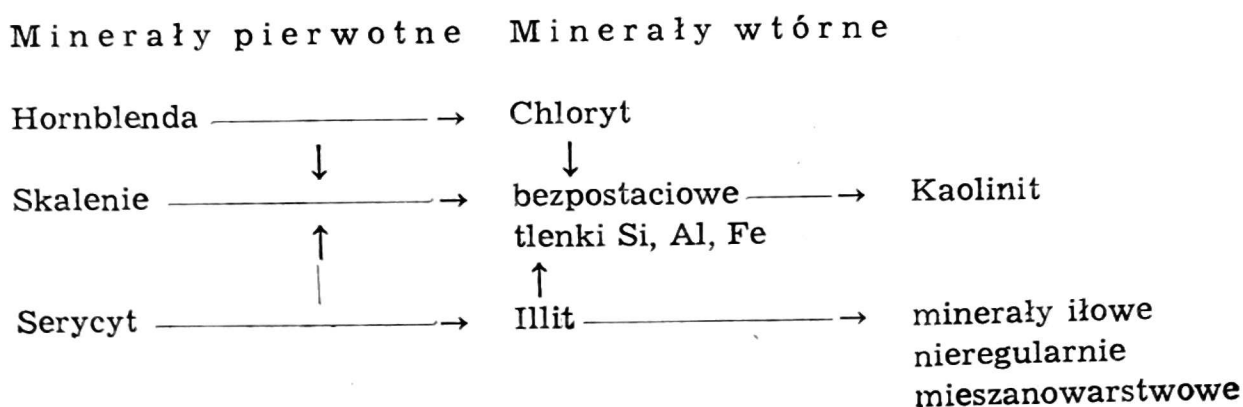 Minerały pierwotne Minerały wtórne
Hornblenda → Chloryt
↓ ↓
Skalenie → bezpostaciowe → Kaolinit
tlenki Si, Al, Fe
↑ ↑
Serycyt → Illit → minerały iłowe
nieregularnie
mieszanowarstwowe